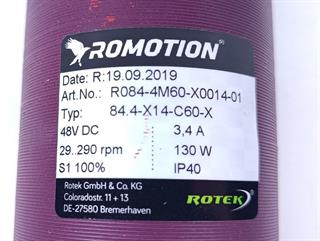 ROMOTION
Date: R:19.09.2019
Art.No.: R084-4M60-X0014-01
Typ: 84.4-X14-C60-X
48V DC 3,4 A
29..290 rpm 130 W
S1 100% IP40
Rotek GmbH & Co. KG
Coloradostr. 11 + 13
DE-27580 Bremerhaven
ROTEK